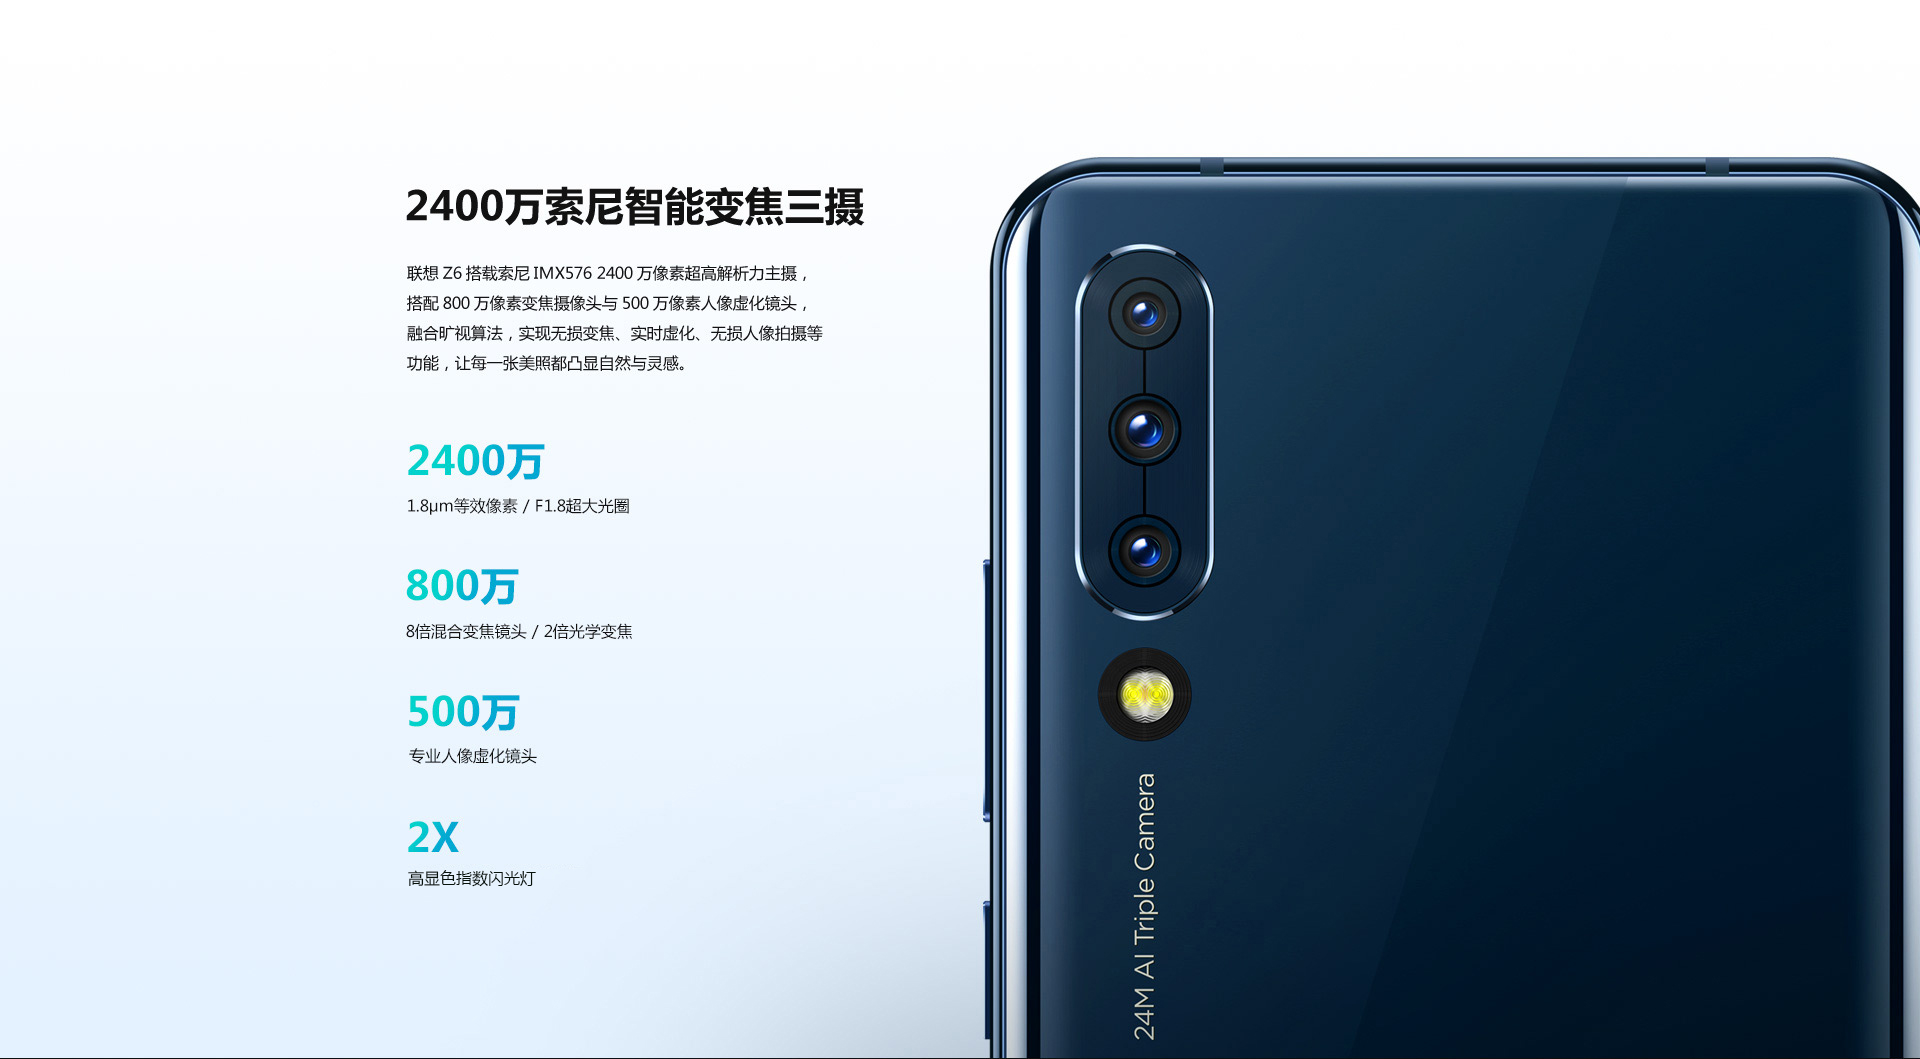 2400万索尼智能变焦三摄
联想 Z6 搭载索尼 IMX576 2400 万像素超高解析力主摄，
搭配 800 万像素变焦摄像头与 500 万像素人像虚化镜头，
融合旷视算法，实现无损变焦、实时虚化、无损人像拍摄等
功能，让每一张美照都凸显自然与灵感。
2400万
1.8μm等效像素 / F1.8超大光圈
800万
8倍混合变焦镜头 / 2倍光学变焦
500万
专业人像虚化镜头
2X
高显色指数闪光灯
24M AI Triple Camera